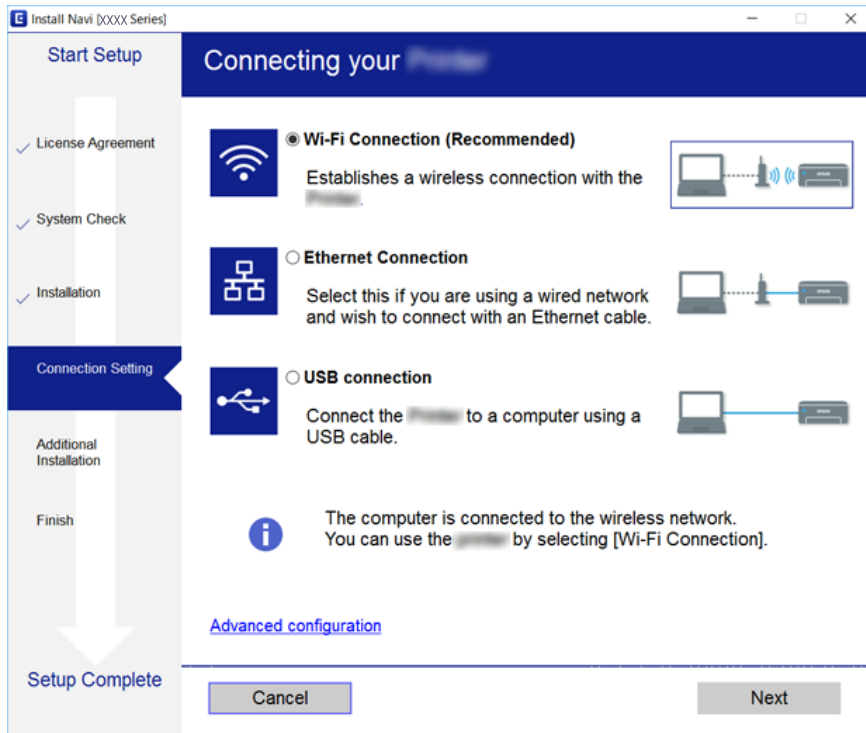 Install Navi [XXXX Series]
Start Setup
License Agreement
System Check
Installation
Connection Setting
Additional
Installation
Finish
Setup Complete
Connecting your
Wi-Fi Connection (Recommended)
Establishes a wireless connection with the
.
Ethernet Connection
Select this if you are using a wired network
and wish to connect with an Ethernet cable.
USB connection
Connect the to a computer using a
USB cable.
The computer is connected to the wireless network.
You can use the by selecting [Wi-Fi Connection].
Advanced configuration
Cancel
Next